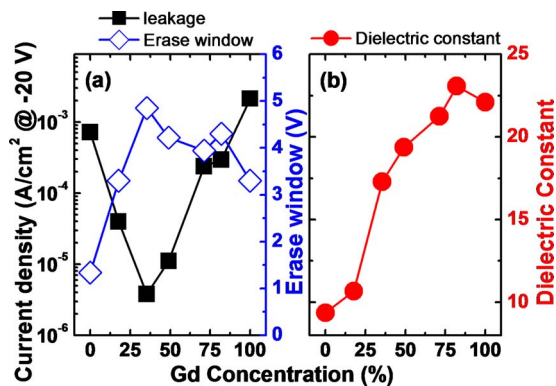 leakage
Erase window
Dielectric constant
(a)
(b)
Current density (A/cm² @ -20 V)
10⁻³
10⁻⁴
10⁻⁵
10⁻⁶
Erase window (V)
6
5
4
3
2
1
0
Dielectric Constant
25
20
15
10
0 25 50 75 100
0 25 50 75 100
Gd Concentration (%)